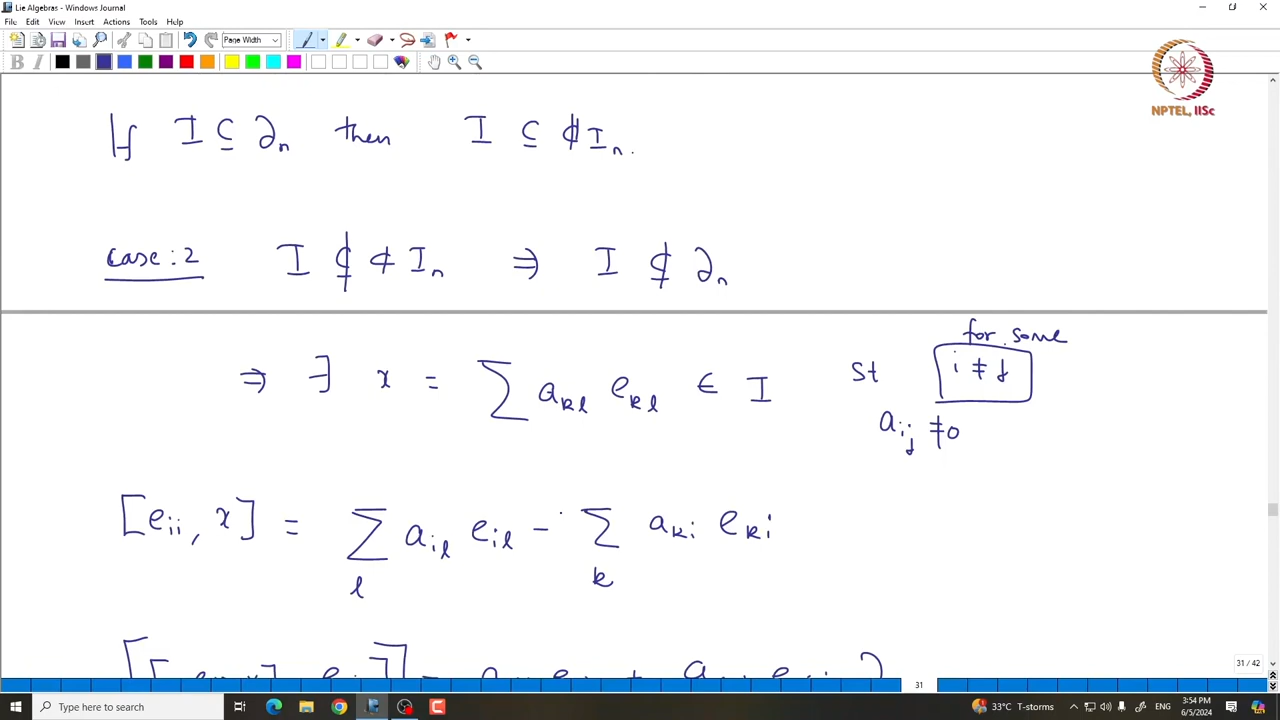 Lie Algebras - Windows Journal
File Edit View Insert Actions Tools Help
Page Width
B I
NPTEL, IISc
If I ⊆ ∂n then I ⊆ ¢In.
Case: 2 I ⊈ ¢In ⇒ I ⊈ ∂n
for some
⇒ ∃ x = ∑ akl ekl ∈ I st i ≠ j
aij ≠ 0
[eii, x] = ∑l ail eil - ∑k aki eki
31 / 42
31
Type here to search
33°C T-storms
3:54 PM
6/5/2024